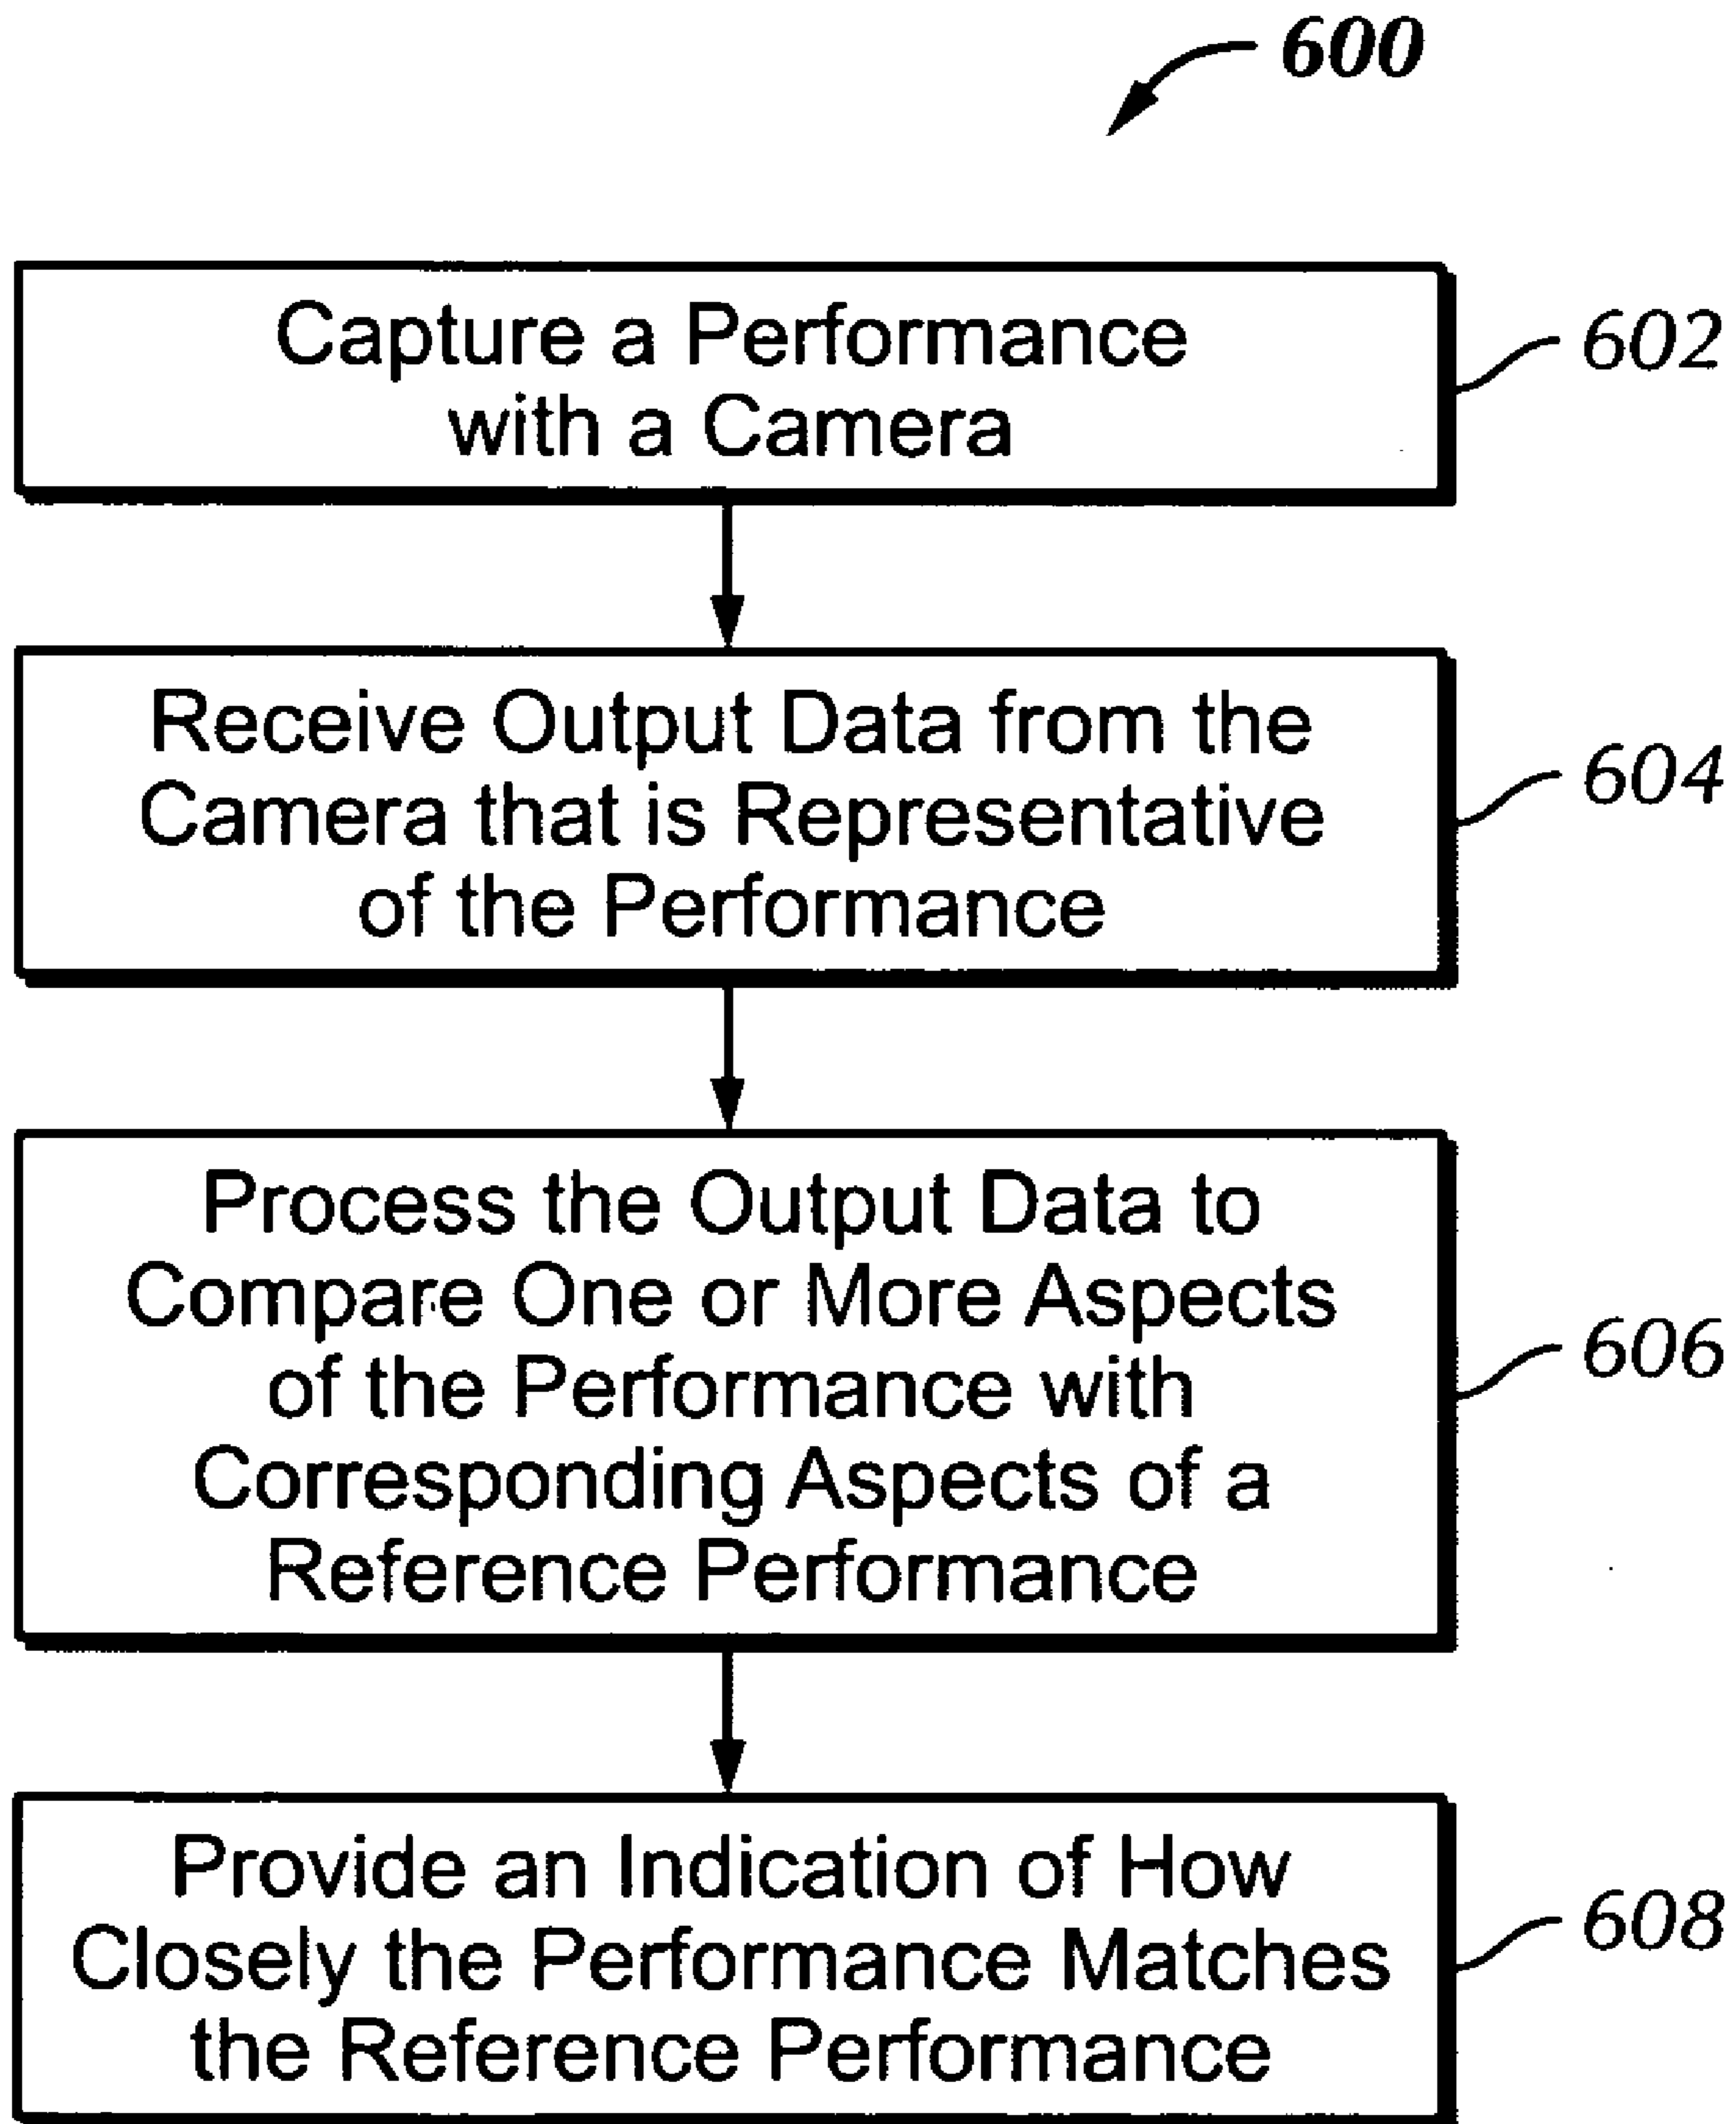 600
Capture a Performance
with a Camera
602
Receive Output Data from the
Camera that is Representative
of the Performance
604
Process the Output Data to
Compare One or More Aspects
of the Performance with
Corresponding Aspects of a
Reference Performance
606
Provide an Indication of How
Closely the Performance Matches
the Reference Performance
608